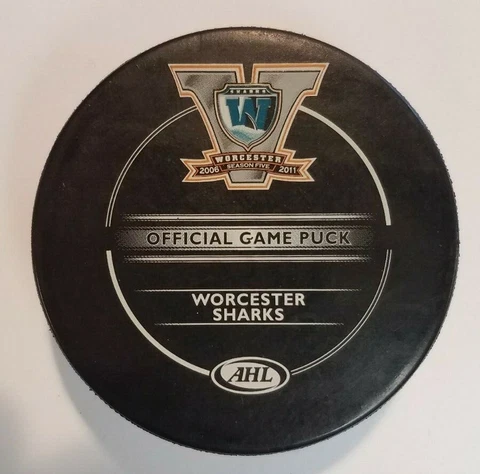 V
SHARKS
W
WORCESTER
2006 SEASON FIVE 2011
OFFICIAL GAME PUCK
WORCESTER
SHARKS
AHL